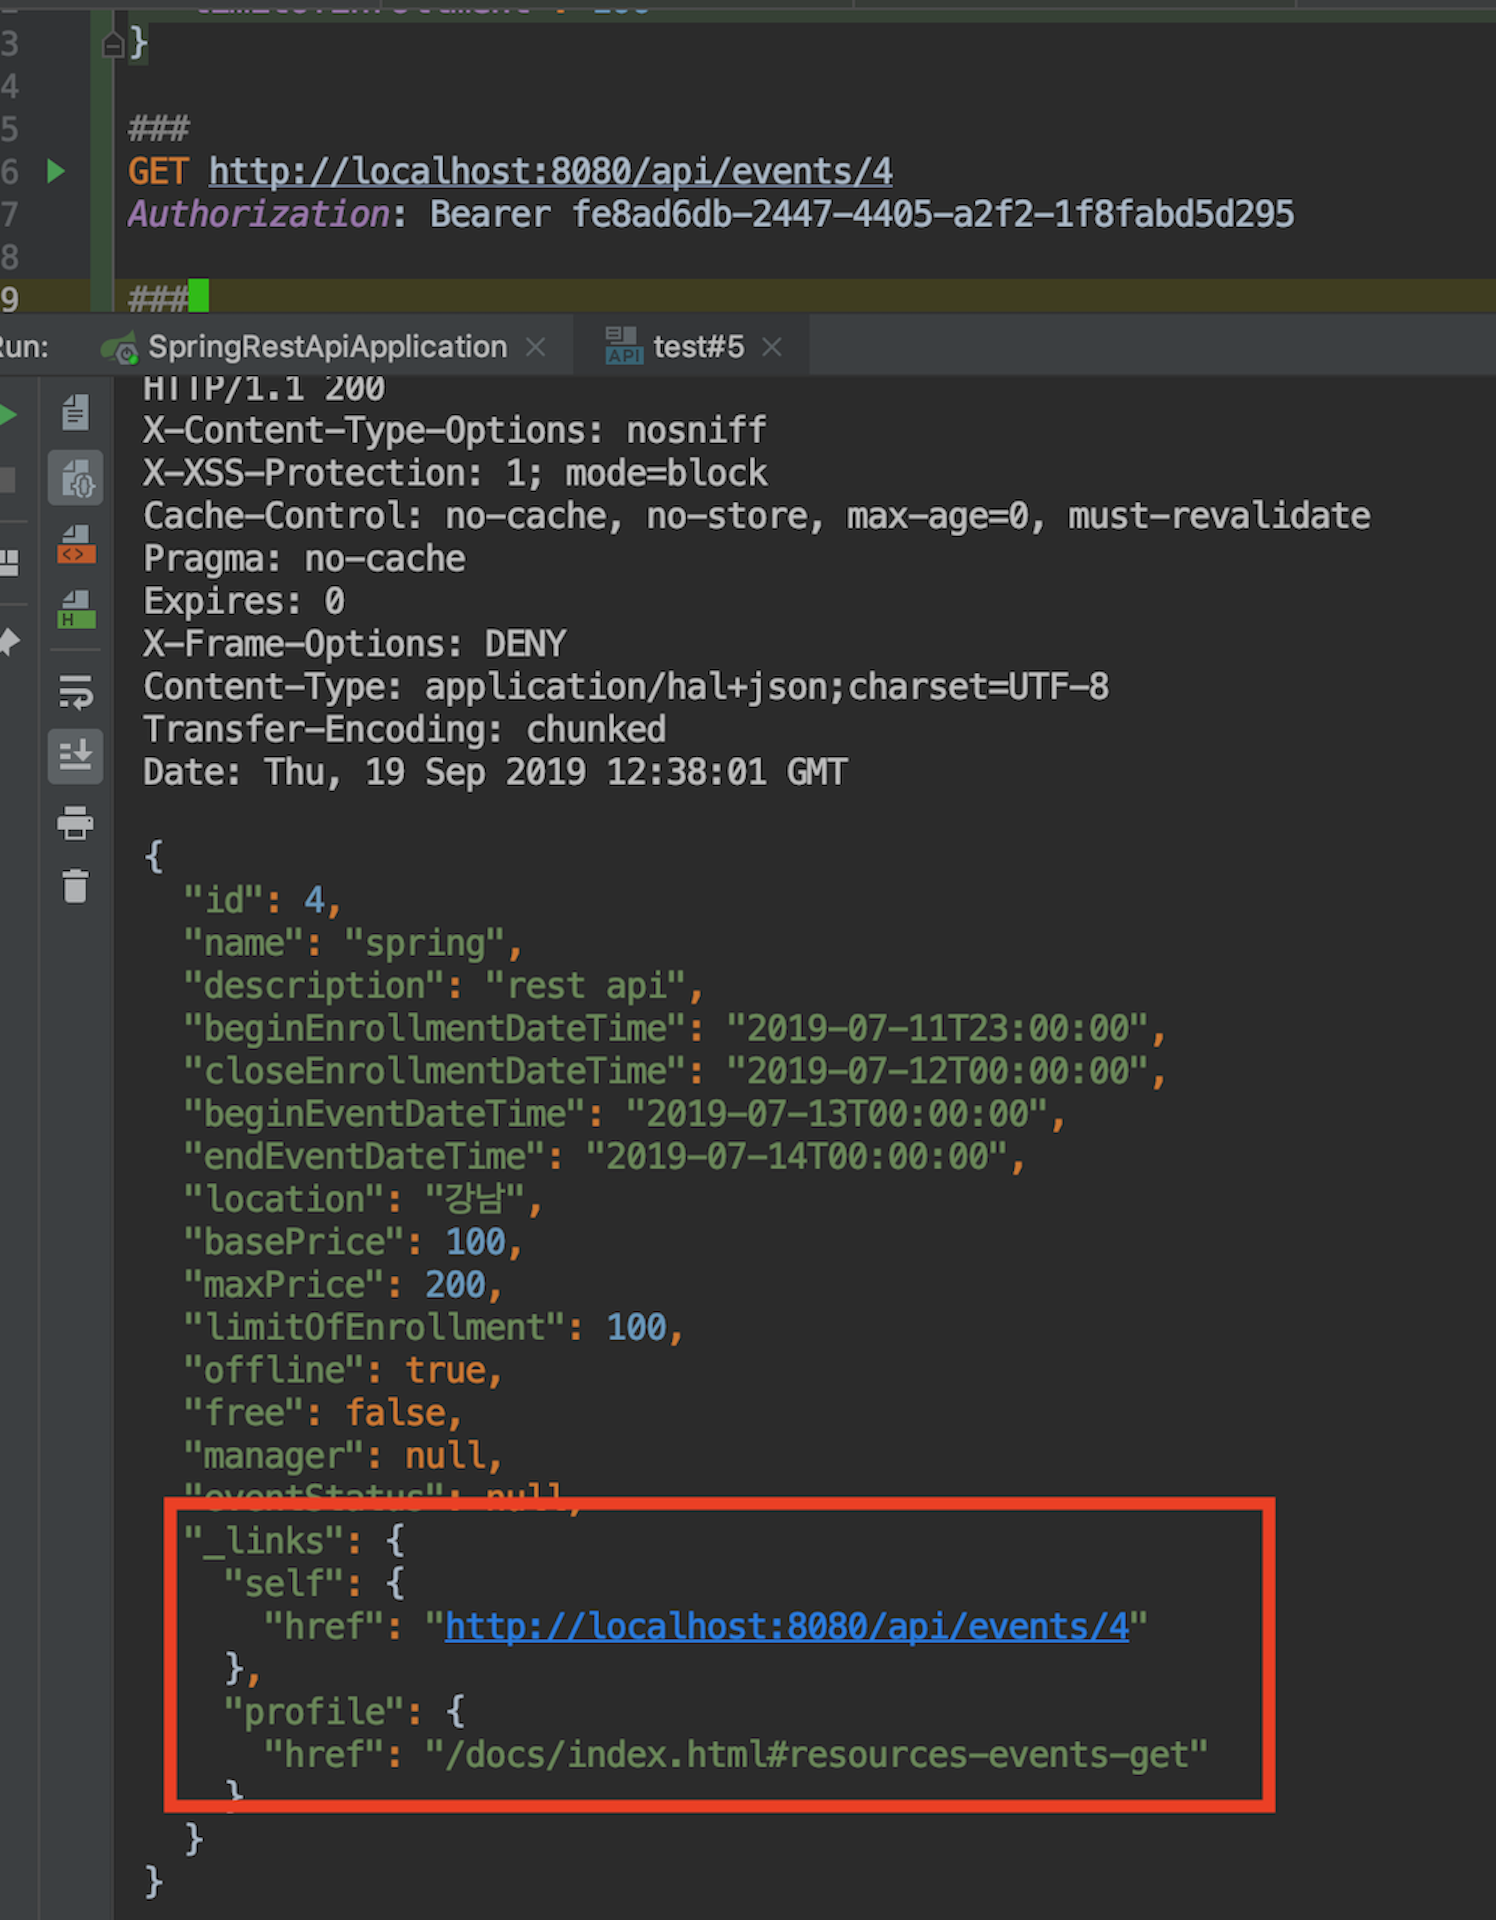 3 }
4
5 ###
6 GET http://localhost:8080/api/events/4
7 Authorization: Bearer fe8ad6db-2447-4405-a2f2-1f8fabd5d295
8
9 ###
Run: SpringRestApiApplication test#5
HTTP/1.1 200
X-Content-Type-Options: nosniff
X-XSS-Protection: 1; mode=block
Cache-Control: no-cache, no-store, max-age=0, must-revalidate
Pragma: no-cache
Expires: 0
X-Frame-Options: DENY
Content-Type: application/hal+json;charset=UTF-8
Transfer-Encoding: chunked
Date: Thu, 19 Sep 2019 12:38:01 GMT
{
"id": 4,
"name": "spring",
"description": "rest api",
"beginEnrollmentDateTime": "2019-07-11T23:00:00",
"closeEnrollmentDateTime": "2019-07-12T00:00:00",
"beginEventDateTime": "2019-07-13T00:00:00",
"endEventDateTime": "2019-07-14T00:00:00",
"location": "강남",
"basePrice": 100,
"maxPrice": 200,
"limitOfEnrollment": 100,
"offline": true,
"free": false,
"manager": null,
"eventStatus": null,
"_links": {
"self": {
"href": "http://localhost:8080/api/events/4"
},
"profile": {
"href": "/docs/index.html#resources-events-get"
}
}
}